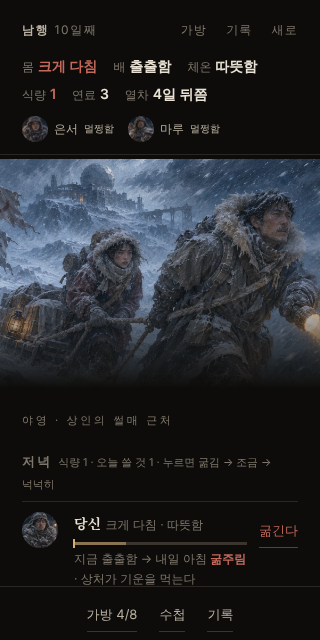 남행 10일째 가방 기록 새로
몸 크게 다침 배 출출함 체온 따뜻함
식량 1 연료 3 열차 4일 뒤쪽
은서 멀쩡함 마루 멀쩡함
야영 · 상인의 썰매 근처
저녁 식량 1 · 오늘 쓸 것 1 · 누르면 굶김 → 조금 →
넉넉히
당신 크게 다침 · 따뜻함 굶긴다
지금 출출함 → 내일 아침 굶주림
· 상처가 기운을 먹는다
가방 4/8 수첩 기록